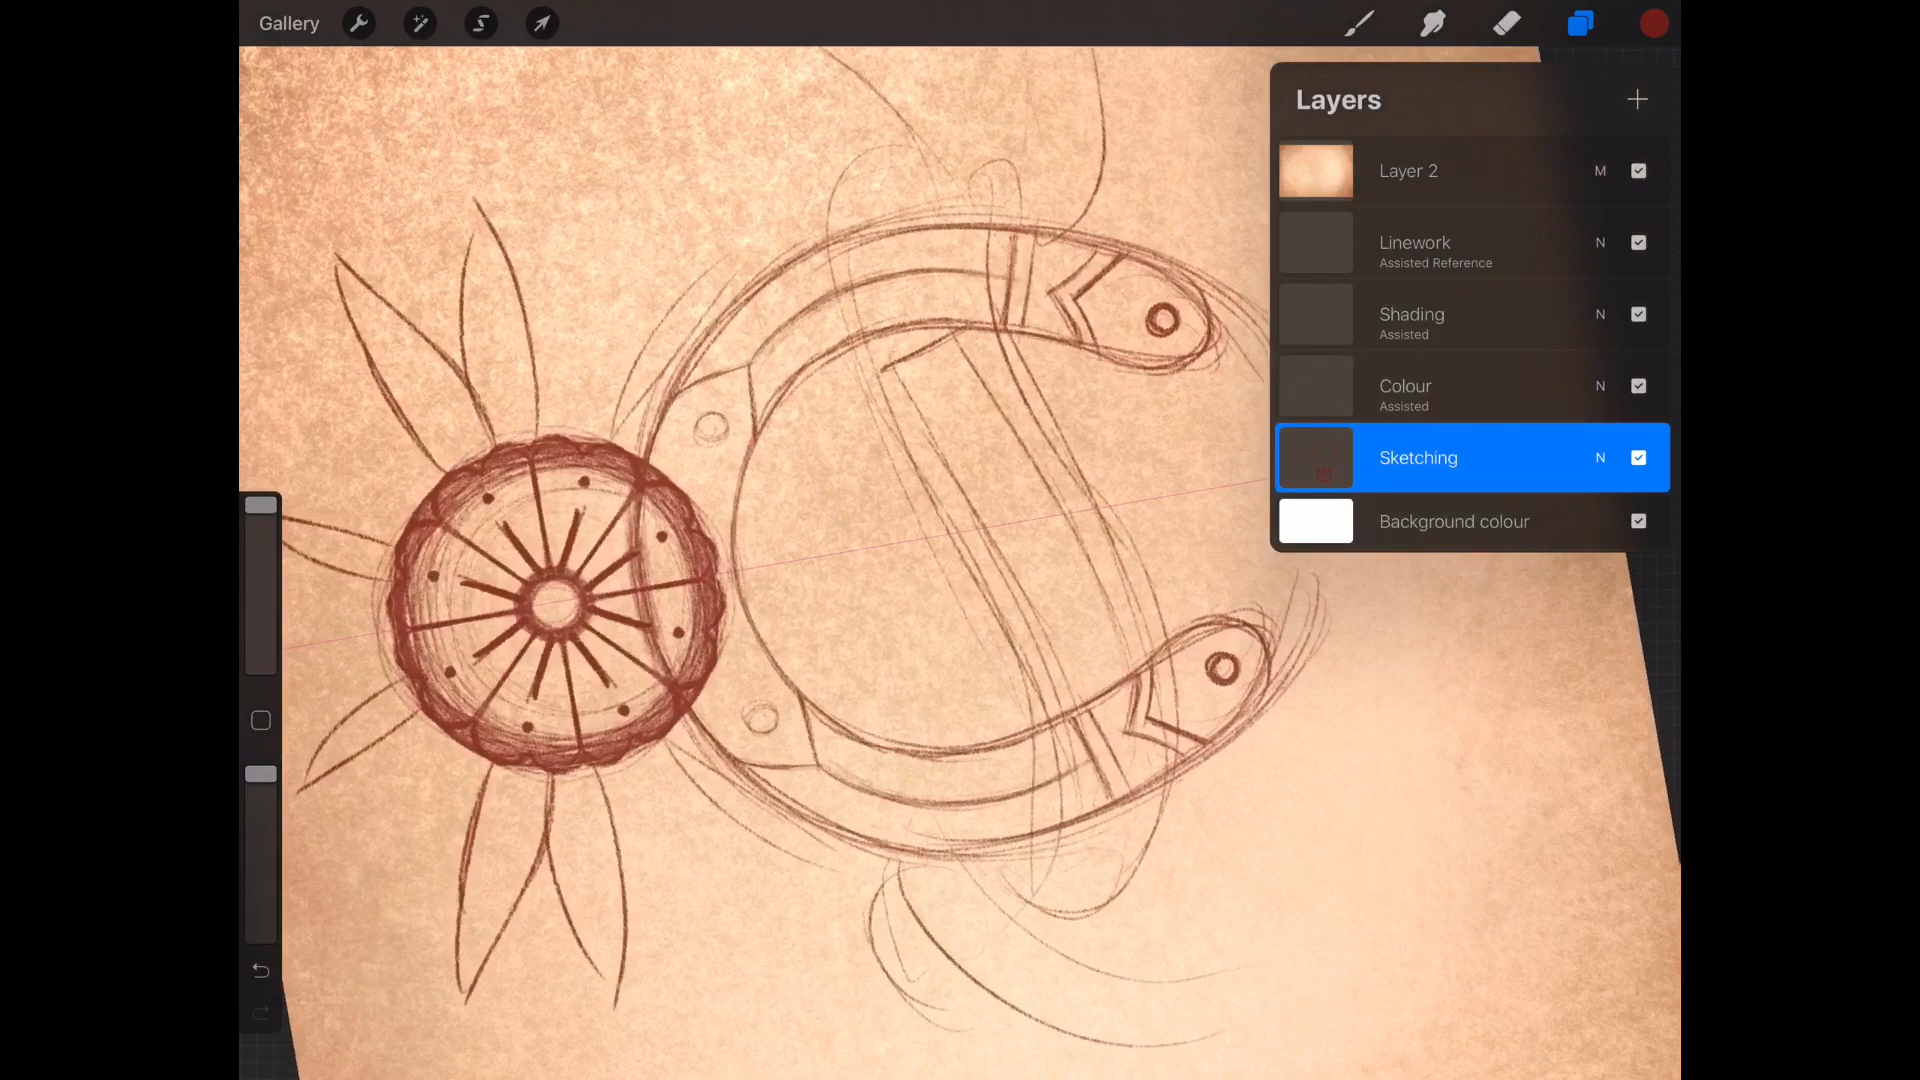 Gallery
Layers
Layer 2 M
Linework N
Assisted Reference
Shading N
Assisted
Colour N
Assisted
Sketching N
Background colour